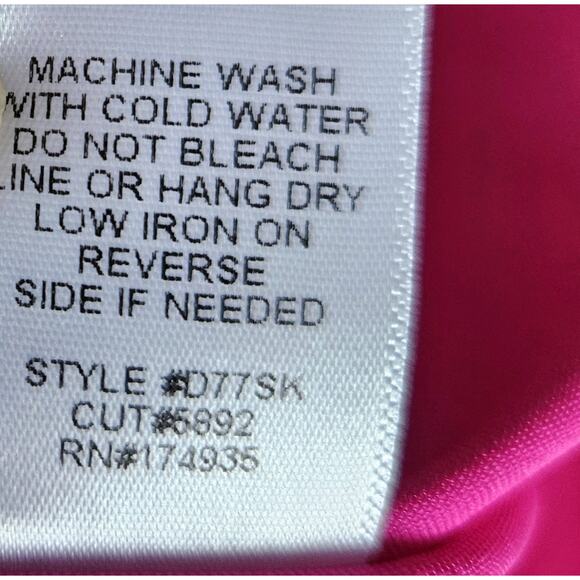 MACHINE WASH
WITH COLD WATER
DO NOT BLEACH
LINE OR HANG DRY
LOW IRON ON
REVERSE
SIDE IF NEEDED
STYLE #D77SK
CUT#5892
RN#174935